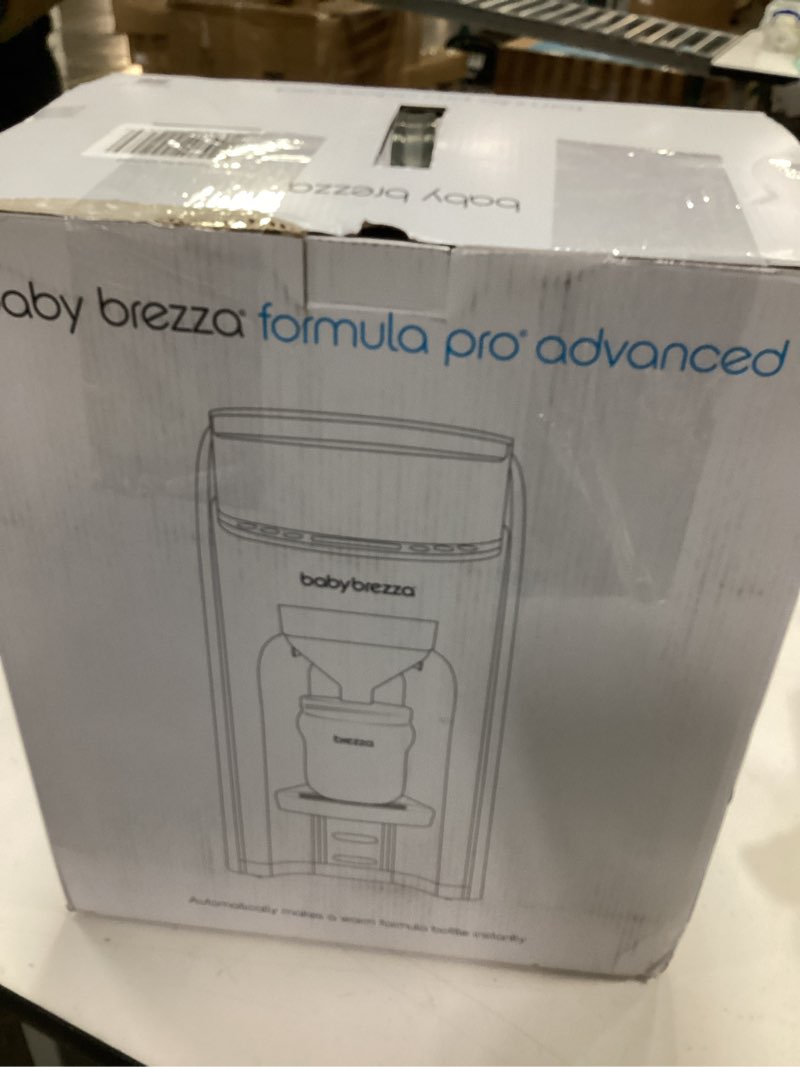 baby brezza
aby brezza® formula pro® advanced
babybrezza
brezza
Automatically makes a warm formula bottle instantly